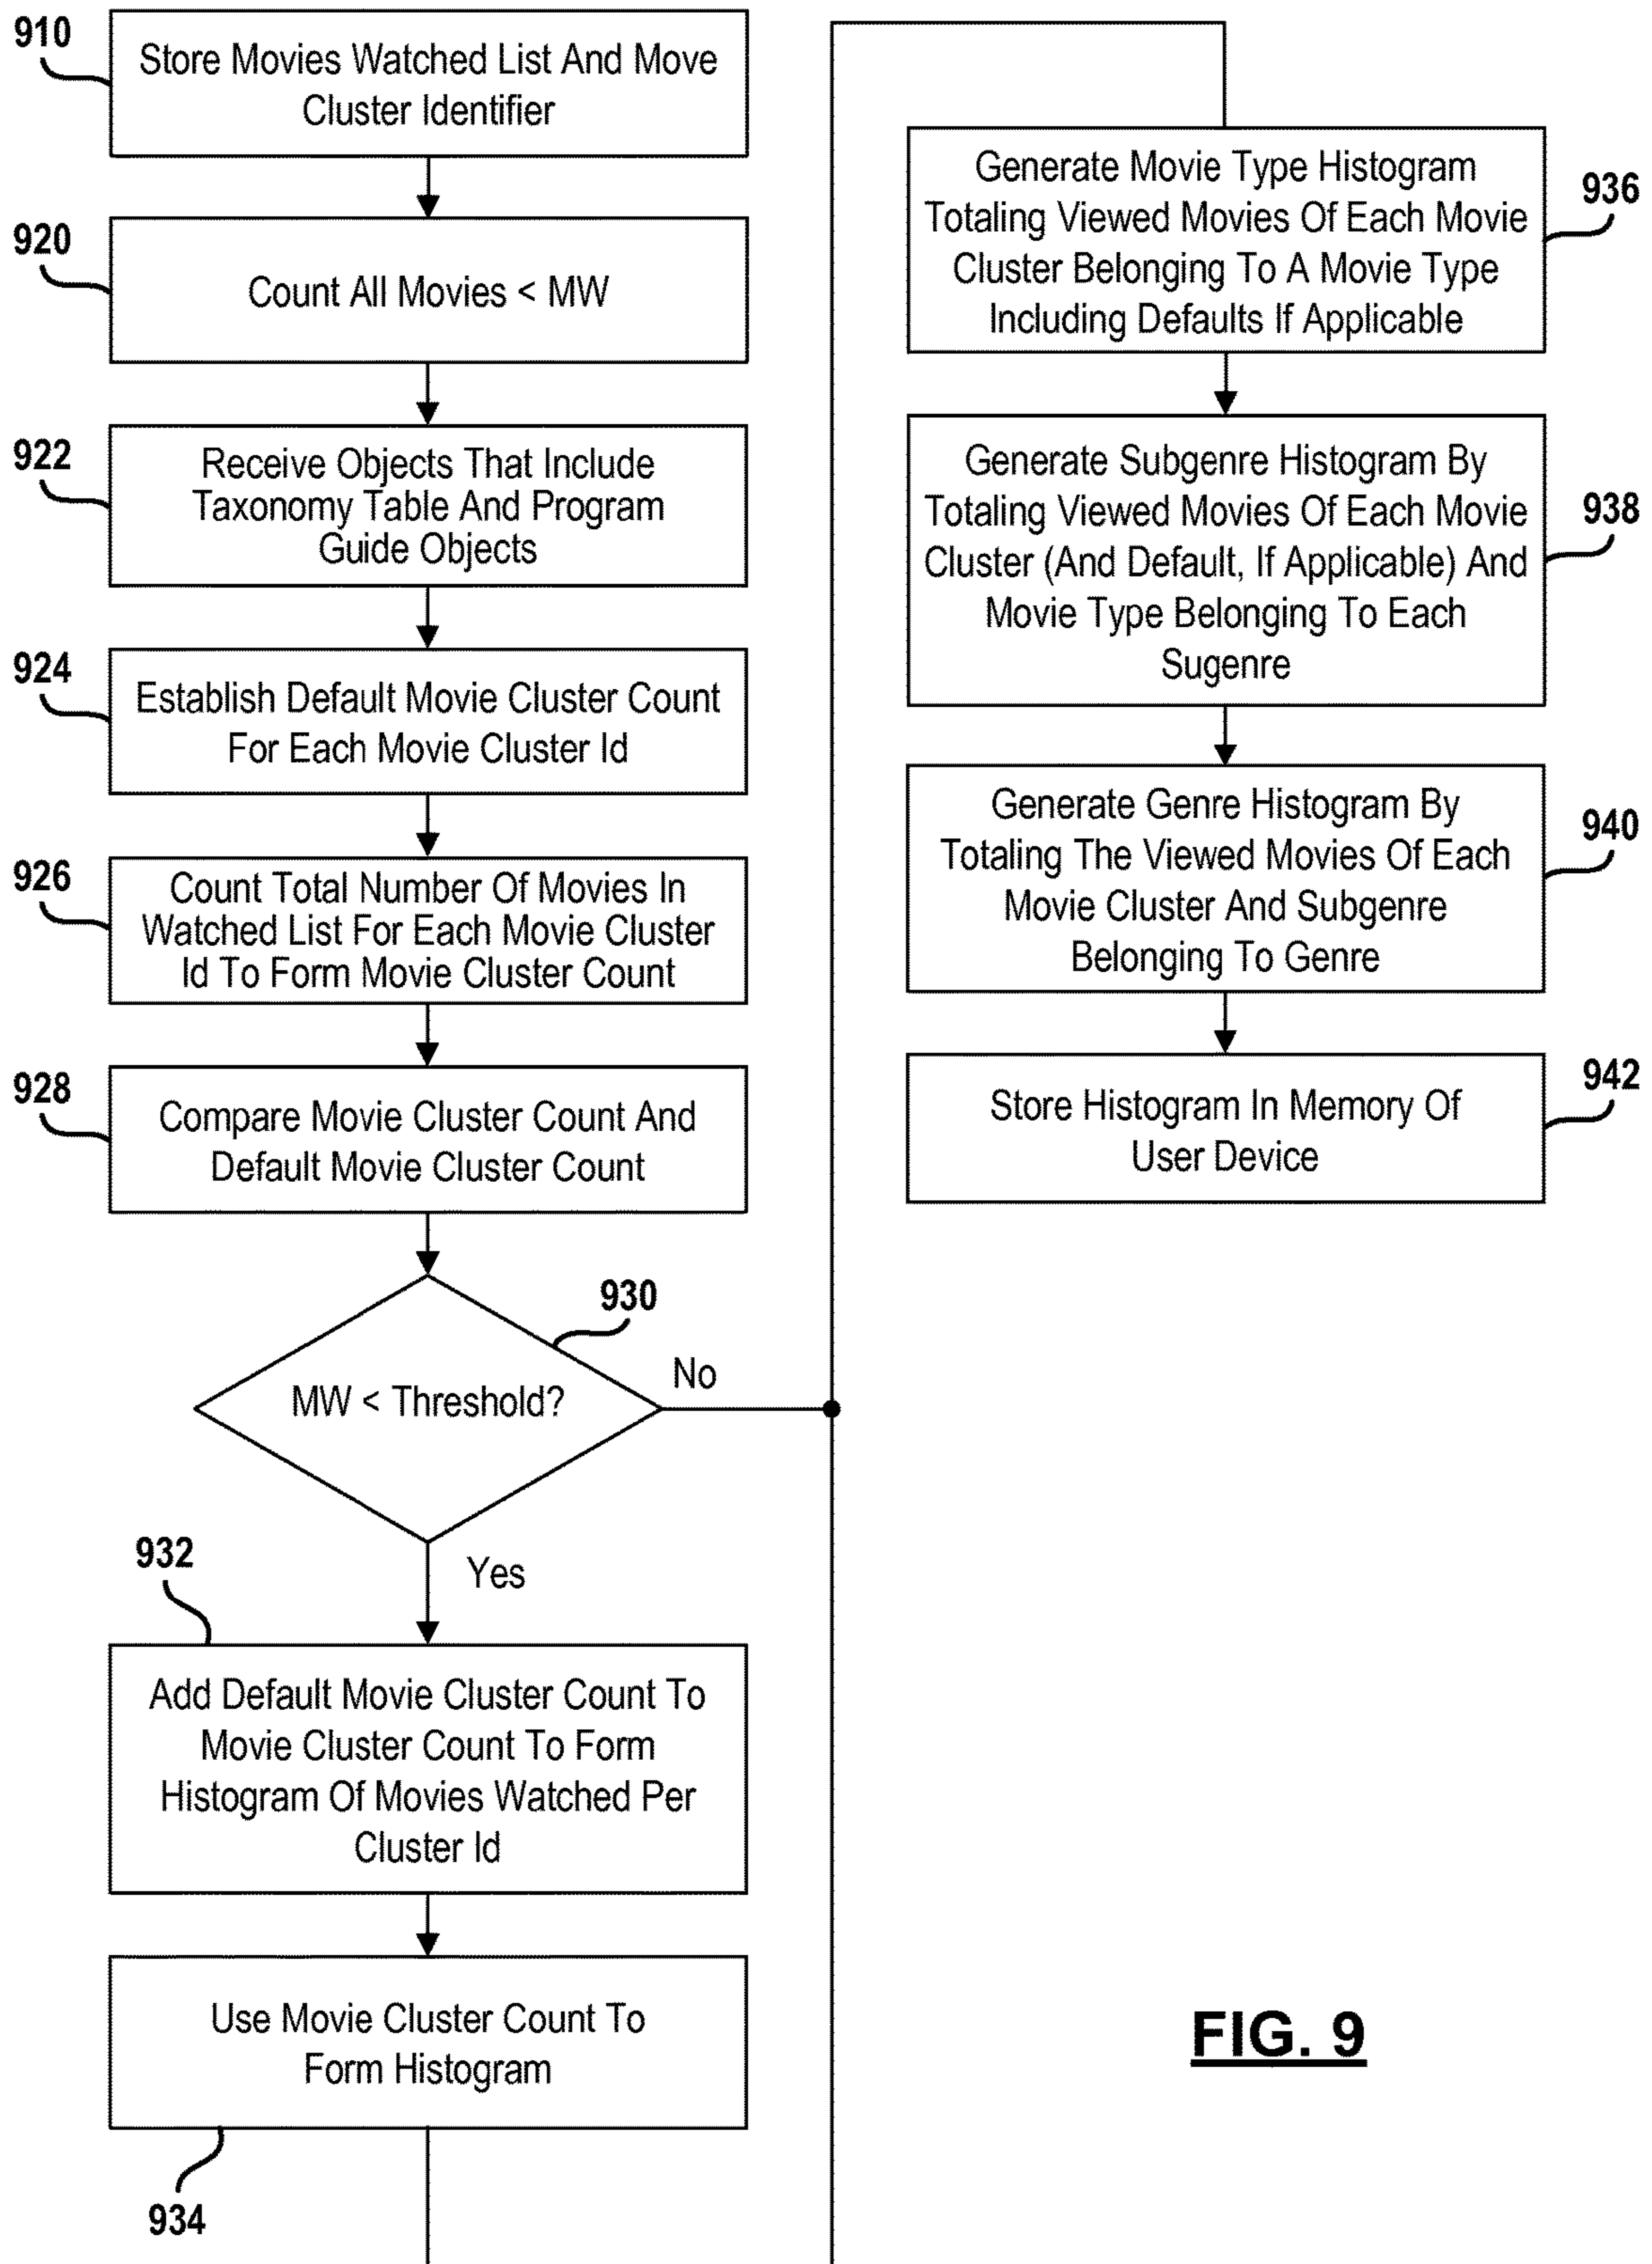 910
Store Movies Watched List And Move
Cluster Identifier
920
Count All Movies < MW
922
Receive Objects That Include
Taxonomy Table And Program
Guide Objects
924
Establish Default Movie Cluster Count
For Each Movie Cluster Id
926
Count Total Number Of Movies In
Watched List For Each Movie Cluster
Id To Form Movie Cluster Count
928
Compare Movie Cluster Count And
Default Movie Cluster Count
930
MW < Threshold?
No
Yes
932
Add Default Movie Cluster Count To
Movie Cluster Count To Form
Histogram Of Movies Watched Per
Cluster Id
Use Movie Cluster Count To
Form Histogram
934
Generate Movie Type Histogram
Totaling Viewed Movies Of Each Movie
Cluster Belonging To A Movie Type
Including Defaults If Applicable
936
Generate Subgenre Histogram By
Totaling Viewed Movies Of Each Movie
Cluster (And Default, If Applicable) And
Movie Type Belonging To Each
Sugenre
938
Generate Genre Histogram By
Totaling The Viewed Movies Of Each
Movie Cluster And Subgenre
Belonging To Genre
940
Store Histogram In Memory Of
User Device
942
FIG. 9